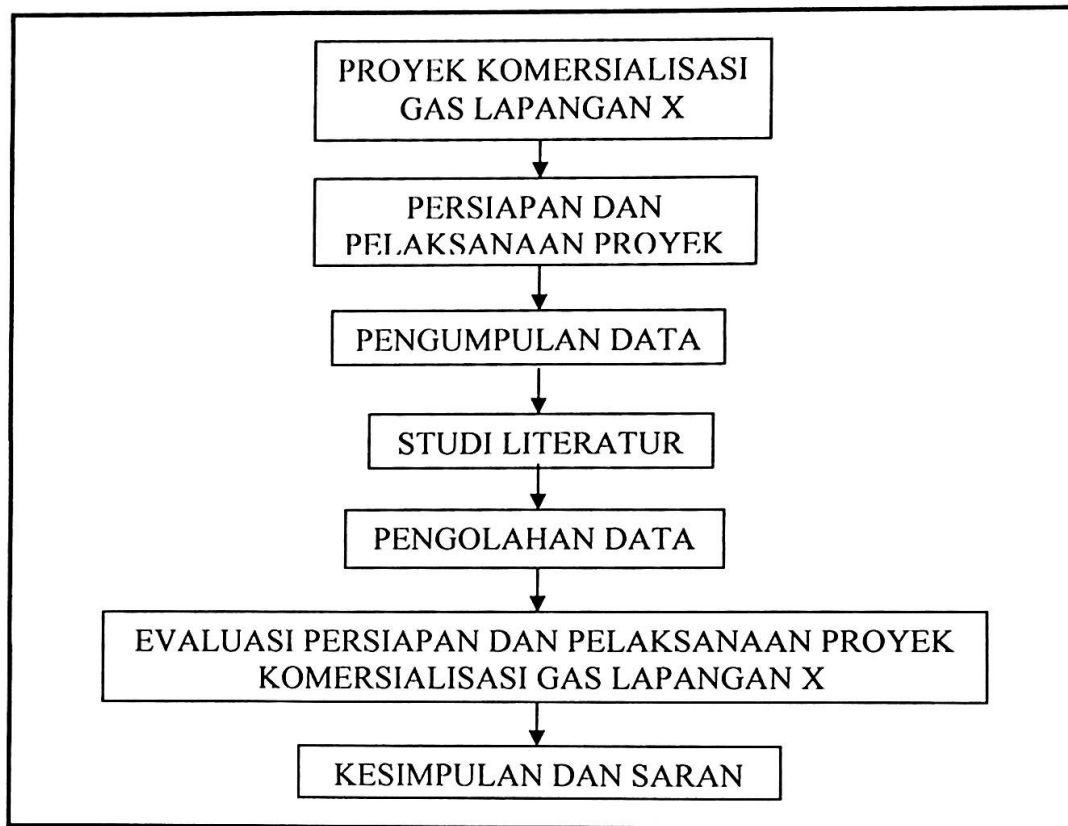 PROYEK KOMERSIALISASI
GAS LAPANGAN X
PERSIAPAN DAN
PELAKSANAAN PROYEK
PENGUMPULAN DATA
STUDI LITERATUR
PENGOLAHAN DATA
EVALUASI PERSIAPAN DAN PELAKSANAAN PROYEK
KOMERSIALISASI GAS LAPANGAN X
KESIMPULAN DAN SARAN